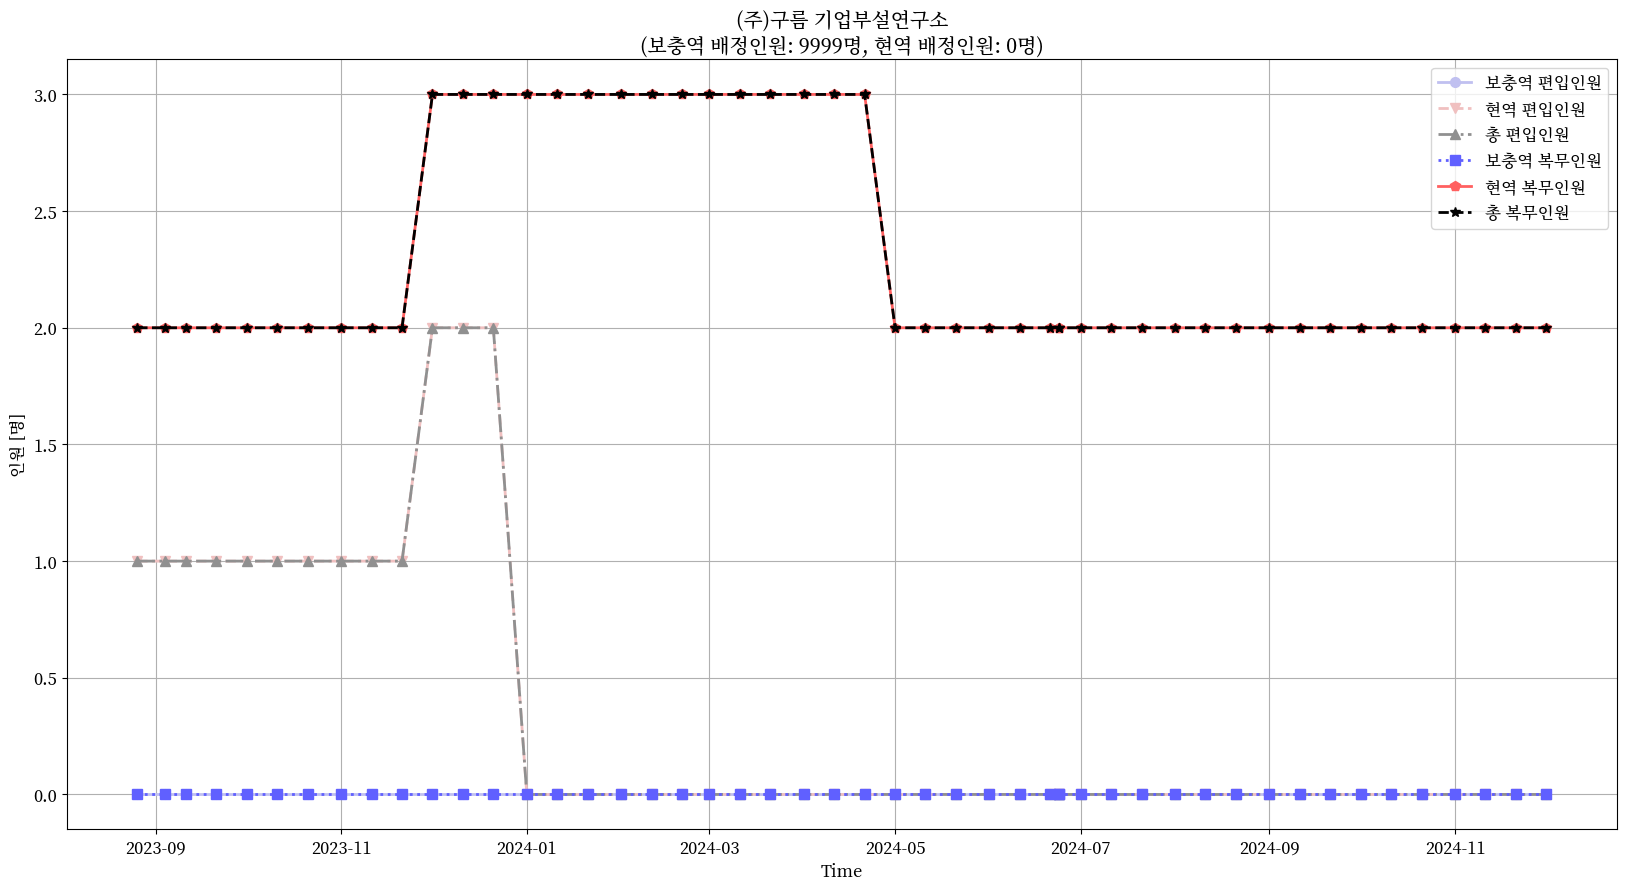 (주)구름 기업부설연구소
(보충역 배정인원: 9999명, 현역 배정인원: 0명)
보충역 편입인원
현역 편입인원
총 편입인원
보충역 복무인원
현역 복무인원
총 복무인원
3.0
2.5
2.0
1.5
1.0
0.5
0.0
인원 [명]
2023-09 2023-11 2024-01 2024-03 2024-05 2024-07 2024-09 2024-11
Time